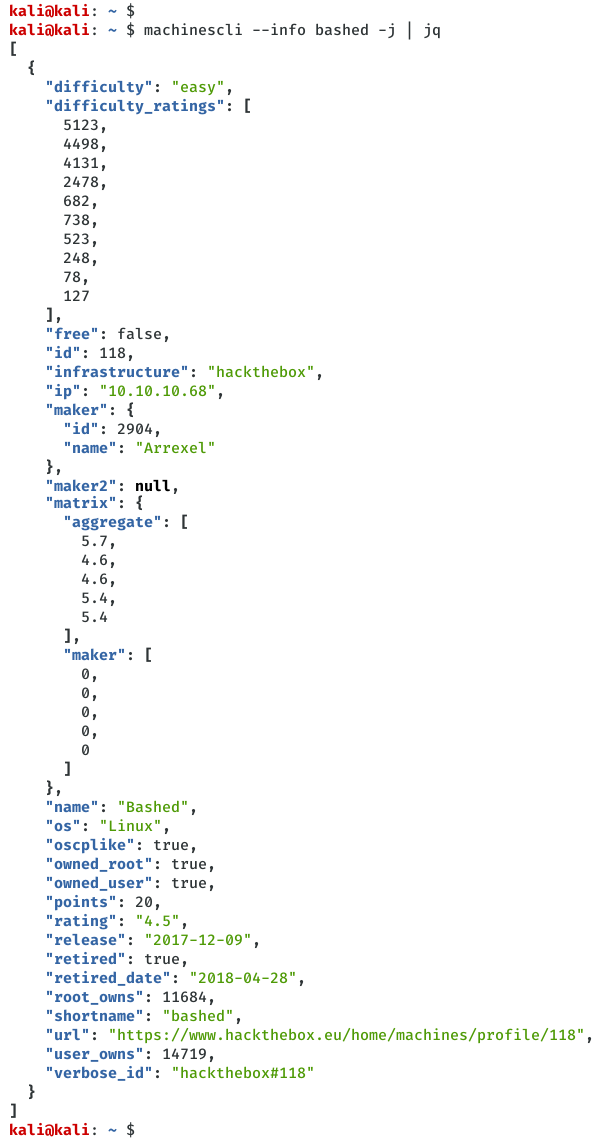 kali@kali: ~ $
kali@kali: ~ $ machinescli --info bashed -j | jq
[
  {
    "difficulty": "easy",
    "difficulty_ratings": [
      5123,
      4498,
      4131,
      2478,
      682,
      738,
      523,
      248,
      78,
      127
    ],
    "free": false,
    "id": 118,
    "infrastructure": "hackthebox",
    "ip": "10.10.10.68",
    "maker": {
      "id": 2904,
      "name": "Arrexel"
    },
    "maker2": null,
    "matrix": {
      "aggregate": [
        5.7,
        4.6,
        4.6,
        5.4,
        5.4
      ],
      "maker": [
        0,
        0,
        0,
        0,
        0
      ]
    },
    "name": "Bashed",
    "os": "Linux",
    "oscplike": true,
    "owned_root": true,
    "owned_user": true,
    "points": 20,
    "rating": "4.5",
    "release": "2017-12-09",
    "retired": true,
    "retired_date": "2018-04-28",
    "root_owns": 11684,
    "shortname": "bashed",
    "url": "https://www.hackthebox.eu/home/machines/profile/118",
    "user_owns": 14719,
    "verbose_id": "hackthebox#118"
  }
]
kali@kali: ~ $